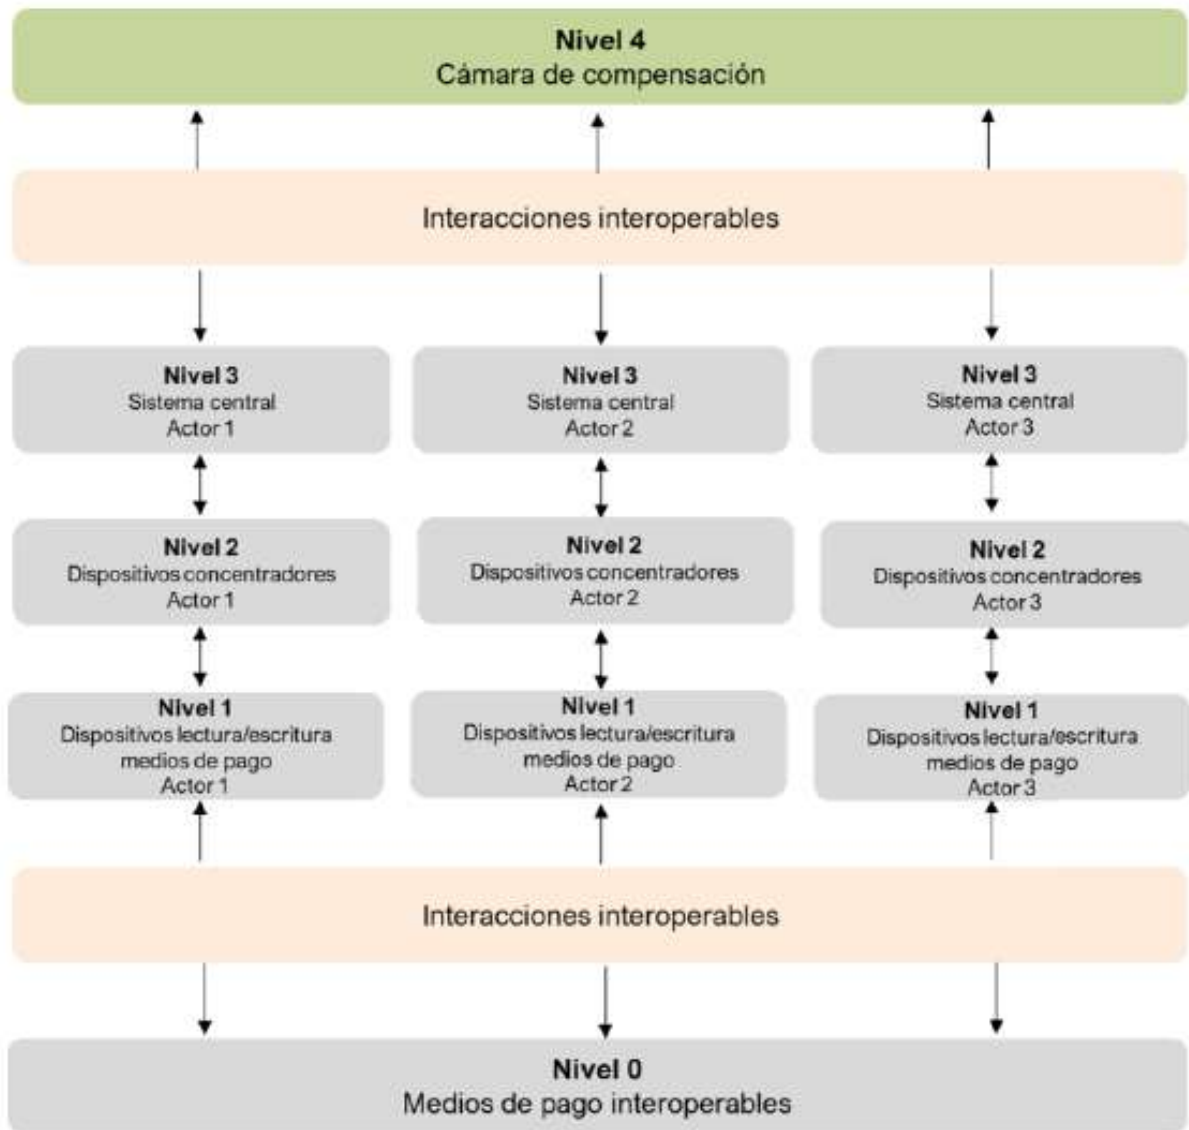 Nivel 4
Cámara de compensación
Interacciones interoperables
Nivel 3
Sistema central
Actor 1
Nivel 3
Sistema central
Actor 2
Nivel 3
Sistema central
Actor 3
Nivel 2
Dispositivos concentradores
Actor 1
Nivel 2
Dispositivos concentradores
Actor 2
Nivel 2
Dispositivos concentradores
Actor 3
Nivel 1
Dispositivos lectura/escritura
medios de pago
Actor 1
Nivel 1
Dispositivos lectura/escritura
medios de pago
Actor 2
Nivel 1
Dispositivos lectura/escritura
medios de pago
Actor 3
Interacciones interoperables
Nivel 0
Medios de pago interoperables